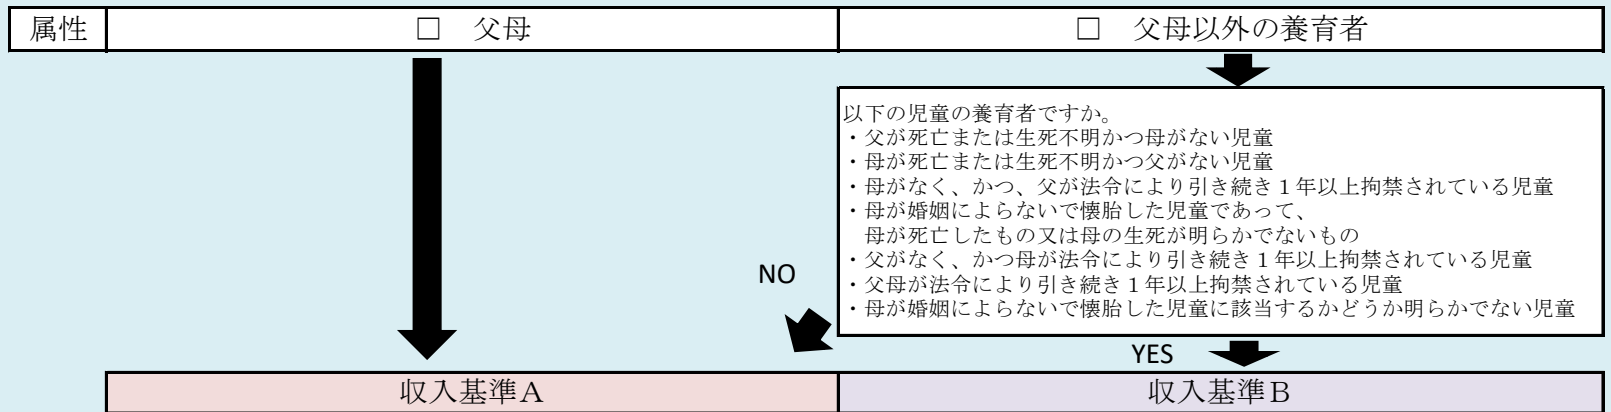 属性
□　父母
□　父母以外の養育者
以下の児童の養育者ですか。
・父が死亡または生死不明かつ母がない児童
・母が死亡または生死不明かつ父がない児童
・母がなく、かつ、父が法令により引き続き１年以上拘禁されている児童
・母が婚姻によらないで懐胎した児童であって、
　母が死亡したもの又は母の生死が明らかでないもの
・父がなく、かつ母が法令により引き続き１年以上拘禁されている児童
・父母が法令により引き続き１年以上拘禁されている児童
・母が婚姻によらないで懐胎した児童に該当するかどうか明らかでない児童
NO
YES
収入基準Ａ
収入基準Ｂ